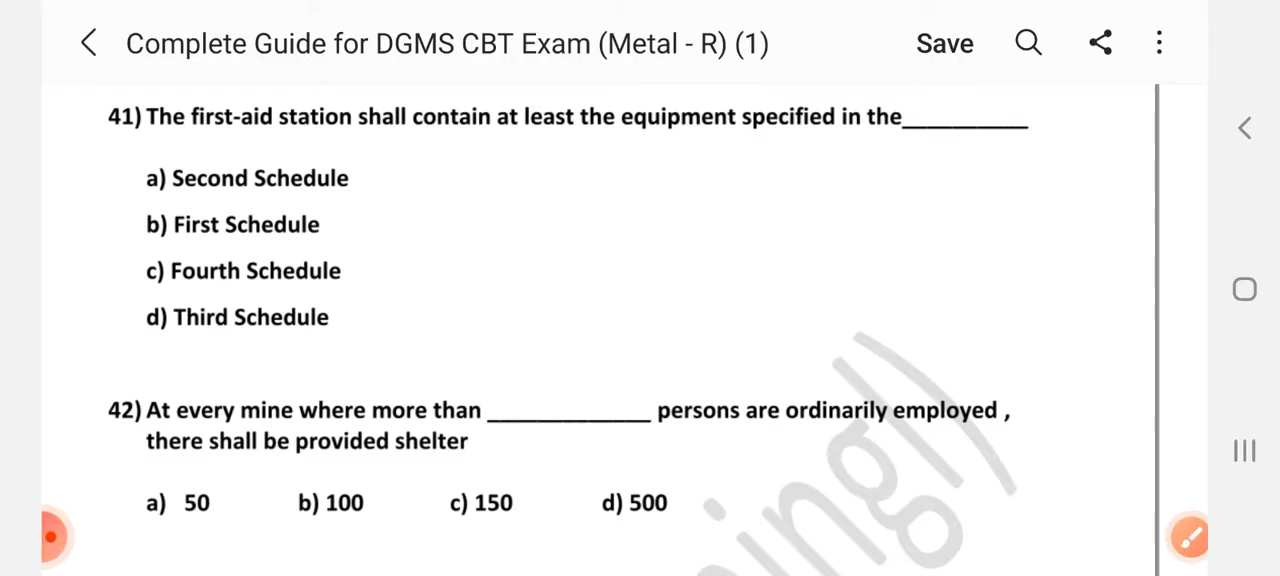 Complete Guide for DGMS CBT Exam (Metal - R) (1) Save
41) The first-aid station shall contain at least the equipment specified in the__________
a) Second Schedule
b) First Schedule
c) Fourth Schedule
d) Third Schedule
42) At every mine where more than _____________ persons are ordinarily employed ,
there shall be provided shelter
a) 50 b) 100 c) 150 d) 500